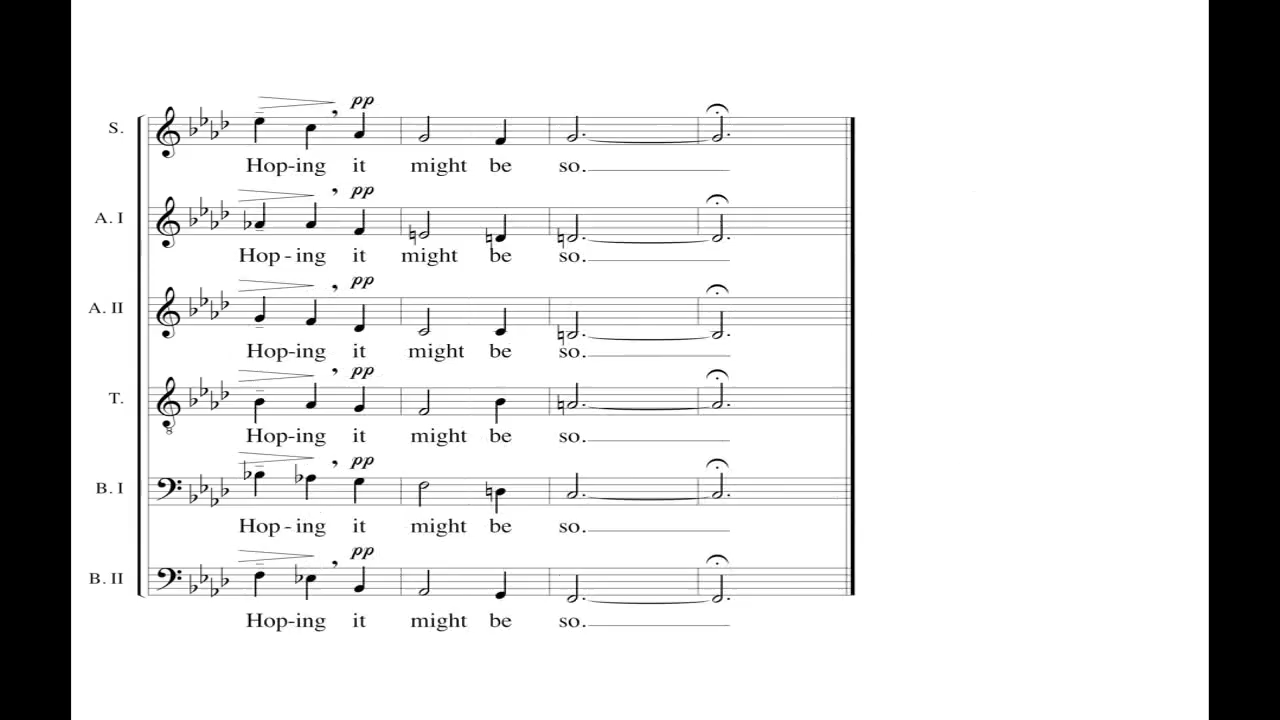 pp
S.
Hop-ing it might be so.
pp
A. I
Hop-ing it might be so.
pp
A. II
Hop-ing it might be so.
pp
T.
8
Hop-ing it might be so.
pp
B. I
Hop-ing it might be so.
pp
B. II
Hop-ing it might be so.